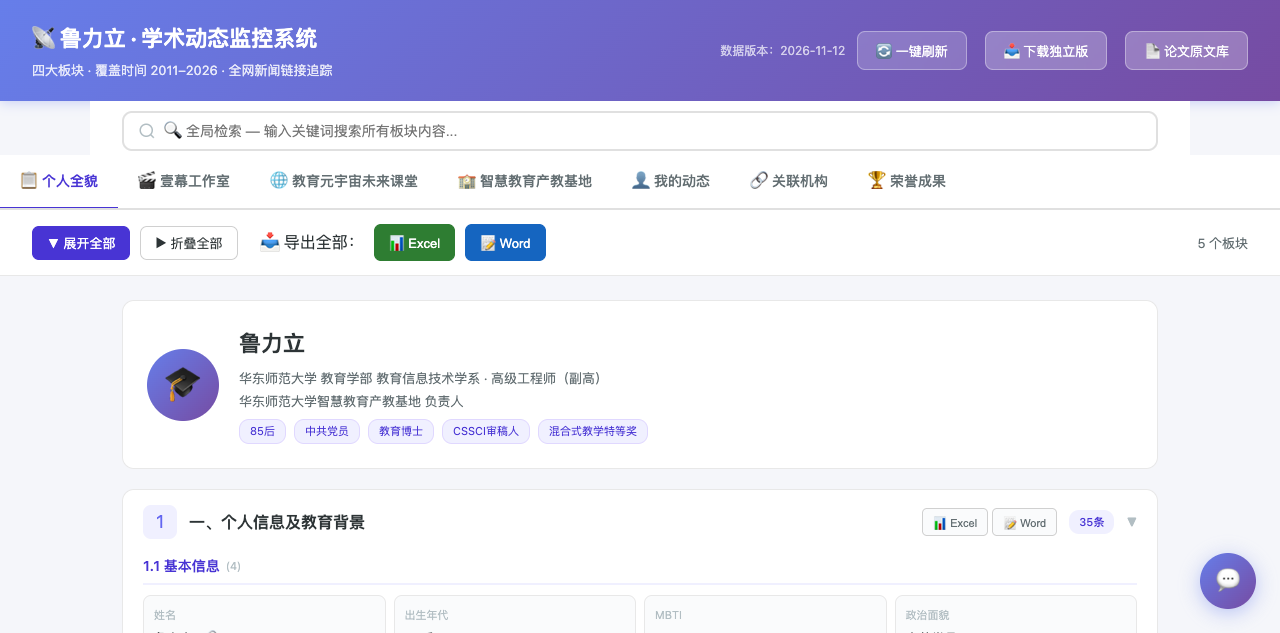 鲁力立 · 学术动态监控系统
四大板块 · 覆盖时间 2011–2026 · 全网新闻链接追踪
数据版本：2026-11-12
一键刷新
下载独立版
论文原文库
全局检索 — 输入关键词搜索所有板块内容...
个人全貌
壹幕工作室
教育元宇宙未来课堂
智慧教育产教基地
我的动态
关联机构
荣誉成果
▼ 展开全部
▶ 折叠全部
导出全部：
Excel
Word
5 个板块
鲁力立
华东师范大学 教育学部 教育信息技术学系 · 高级工程师（副高）
华东师范大学智慧教育产教基地 负责人
85后
中共党员
教育博士
CSSCI审稿人
混合式教学特等奖
1
一、个人信息及教育背景
Excel
Word
35条
▼
1.1 基本信息 (4)
姓名
出生年代
MBTI
政治面貌